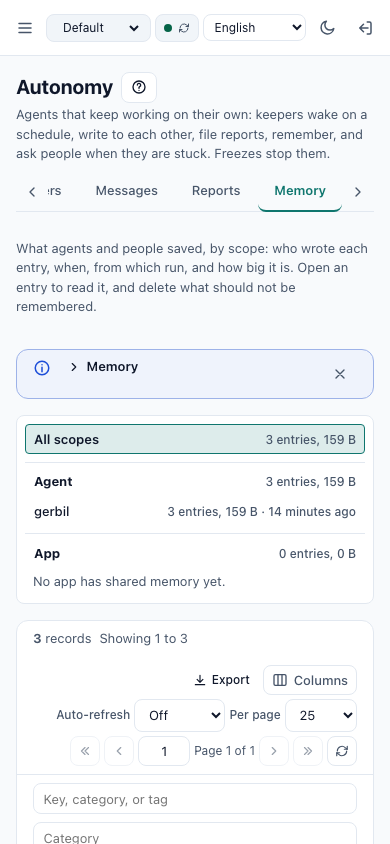 Default
English
Autonomy
Agents that keep working on their own: keepers wake on a
schedule, write to each other, file reports, remember, and
ask people when they are stuck. Freezes stop them.
Messages Reports Memory
What agents and people saved, by scope: who wrote each
entry, when, from which run, and how big it is. Open an
entry to read it, and delete what should not be
remembered.
Memory
All scopes 3 entries, 159 B
Agent 3 entries, 159 B
gerbil 3 entries, 159 B · 14 minutes ago
App 0 entries, 0 B
No app has shared memory yet.
3 records Showing 1 to 3
Export Columns
Auto-refresh Off Per page 25
1 Page 1 of 1
Key, category, or tag
Category